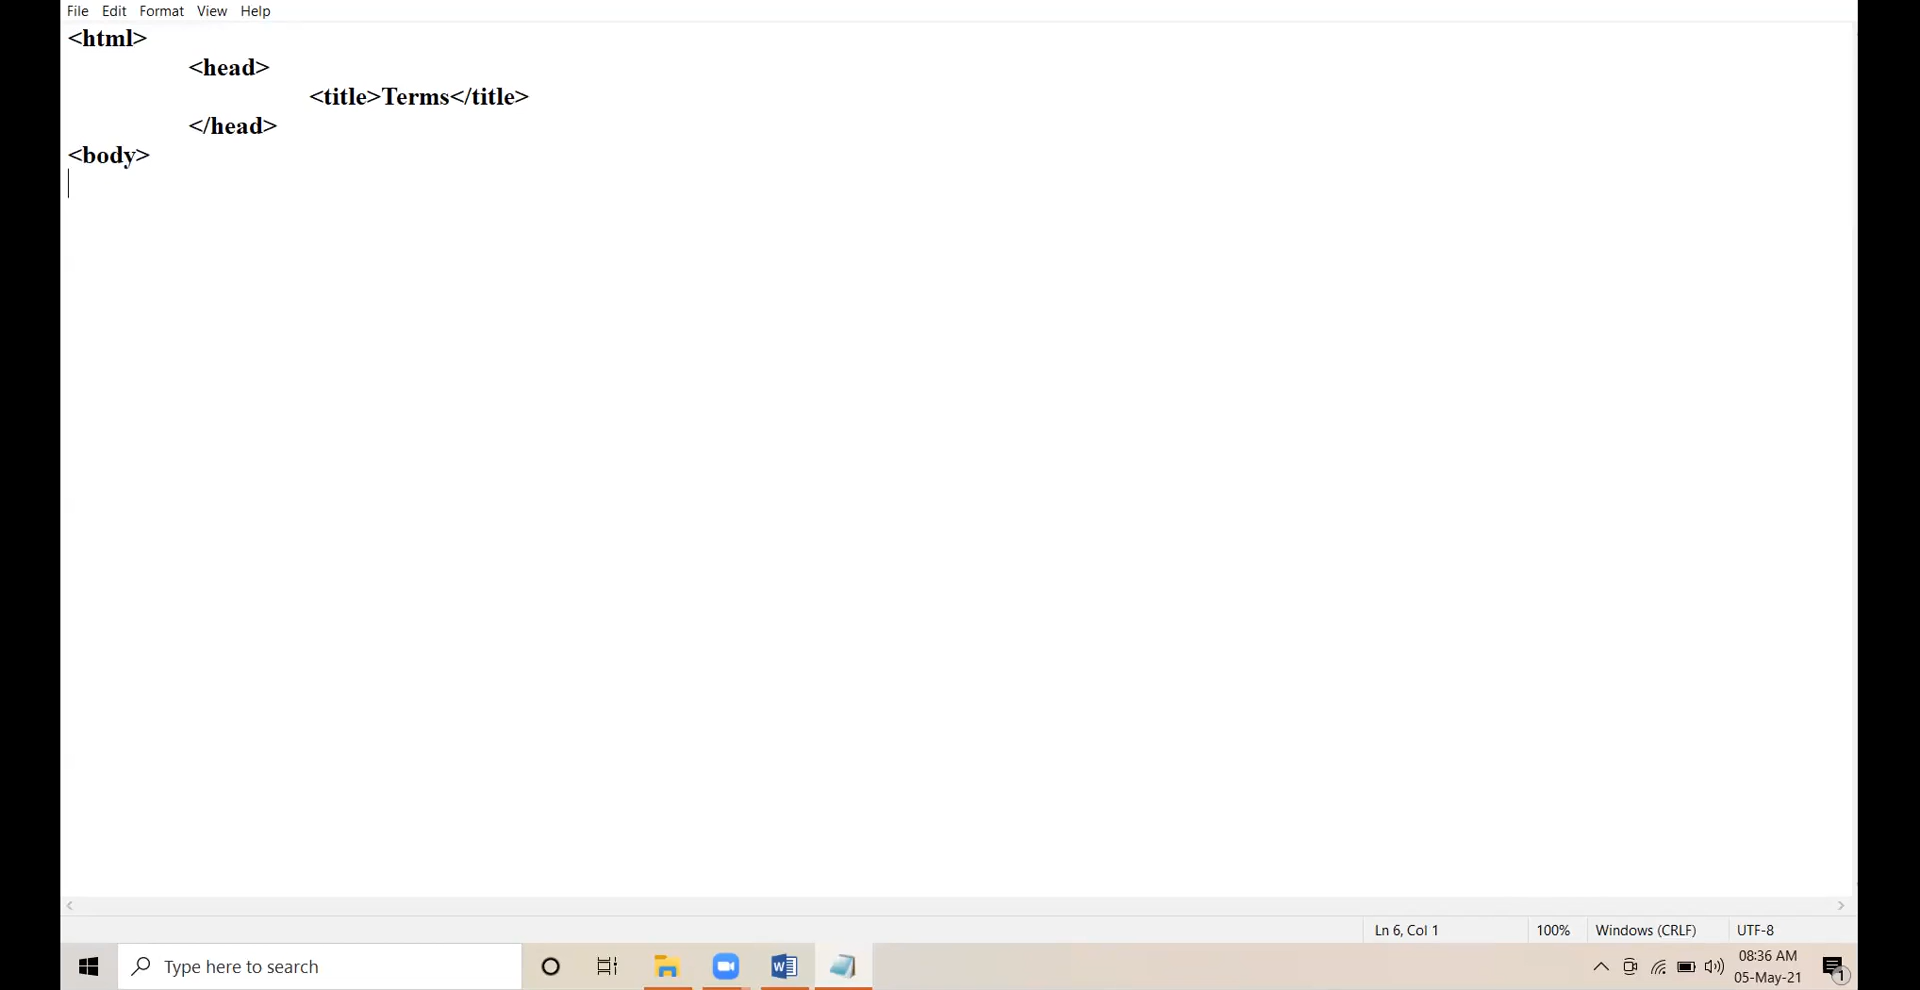 File Edit Format View Help
<html>
<head>
<title>Terms</title>
</head>
<body>
Ln 6, Col 1 100% Windows (CRLF) UTF-8
Type here to search
08:36 AM
05-May-21
1